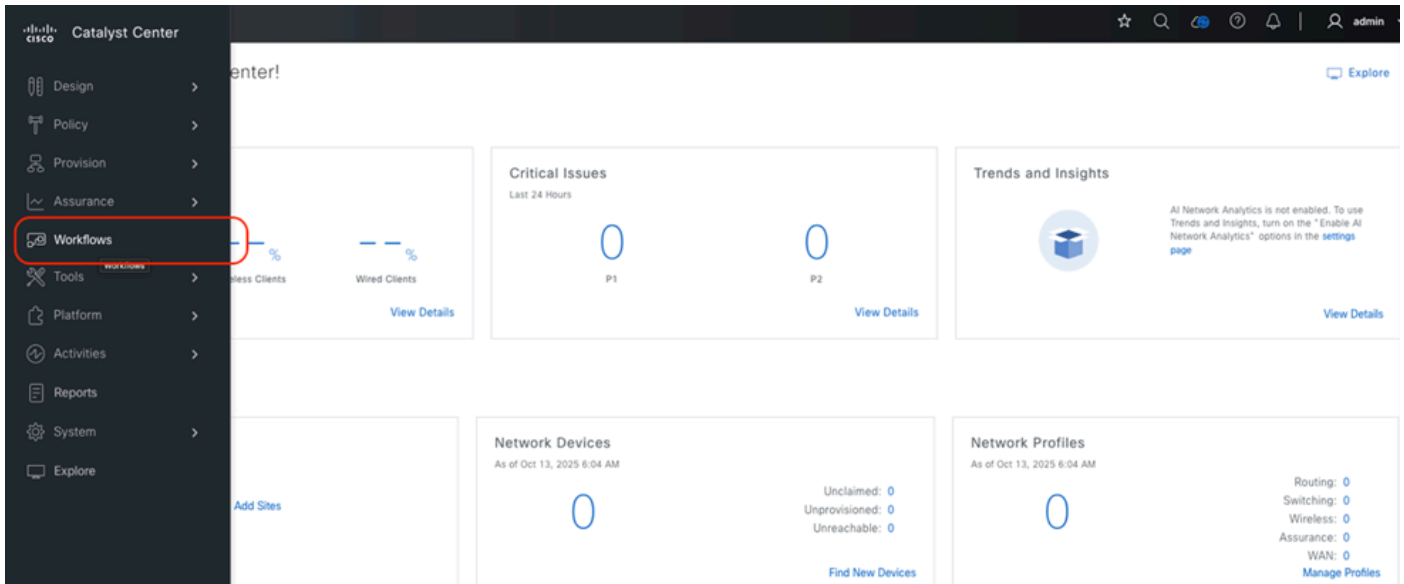 CISCO
Catalyst Center
admin
Design
Policy
Provision
Assurance
Workflows
Workflows
Tools
Platform
Activities
Reports
System
Explore
enter!
Explore
%
Wired Clients
%
View Details
Critical Issues
Last 24 Hours
0
P1
0
P2
View Details
Trends and Insights
AI Network Analytics is not enabled. To use
Trends and Insights, turn on the "Enable AI
Network Analytics" options in the settings
page
View Details
Add Sites
Network Devices
As of Oct 13, 2025 6:04 AM
0
Unclaimed: 0
Unprovisioned: 0
Unreachable: 0
Find New Devices
Network Profiles
As of Oct 13, 2025 6:04 AM
0
Routing: 0
Switching: 0
Wireless: 0
Assurance: 0
WAN: 0
Manage Profiles